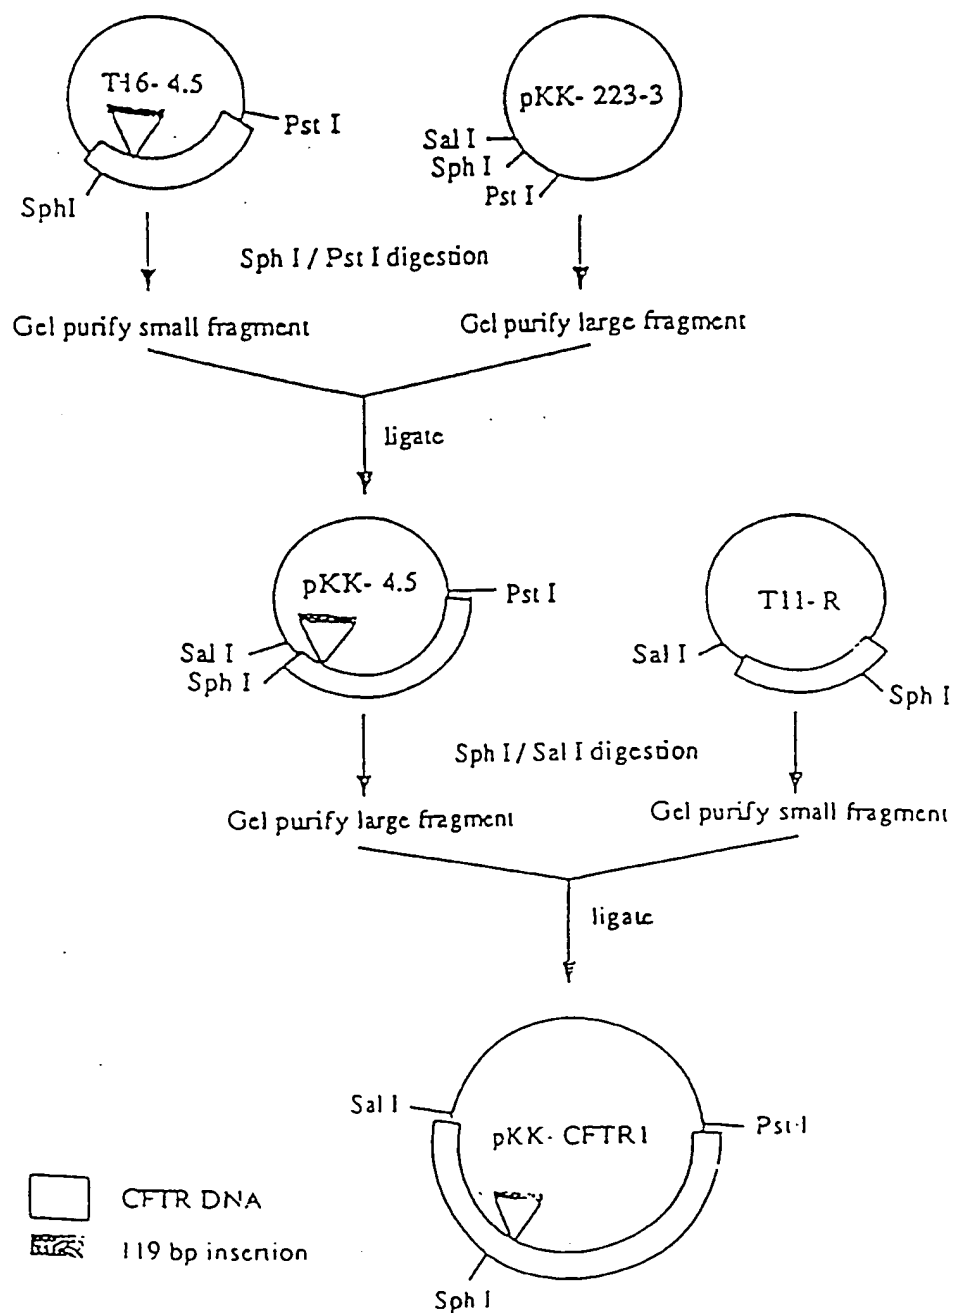 T16-4.5
Pst I
SphI
pKK-223-3
Sal I
Sph I
Pst I
Sph I / Pst I digestion
Gel purify small fragment
Gel purify large fragment
ligate
pKK-4.5
Pst I
Sal I
Sph I
T11-R
Sal I
Sph I
Sph I / Sal I digestion
Gel purify large fragment
Gel purify small fragment
ligate
Sal I
pKK-CFTR1
Pst I
Sph I
CFTR DNA
119 bp insertion